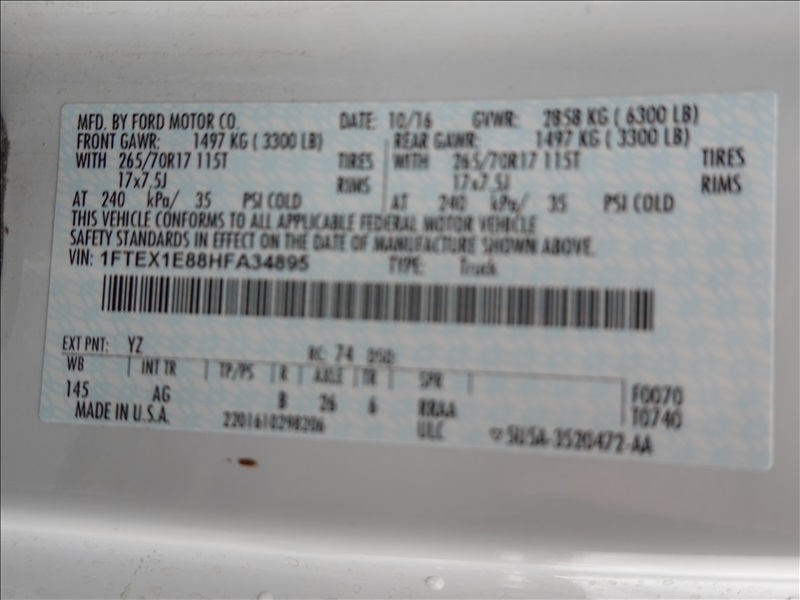 MFD. BY FORD MOTOR CO. DATE: 10/16 GVWR: 2858 KG ( 6300 LB)
FRONT GAWR: 1497 KG ( 3300 LB) REAR GAWR: 1497 KG ( 3300 LB)
WITH 265/70R17 115T TIRES WITH 265/70R17 115T TIRES
17x7.5J RIMS 17x7.5J RIMS
AT 240 kPa/ 35 PSI COLD AT 240 kPa/ 35 PSI COLD
THIS VEHICLE CONFORMS TO ALL APPLICABLE FEDERAL MOTOR VEHICLE
SAFETY STANDARDS IN EFFECT ON THE DATE OF MANUFACTURE SHOWN ABOVE.
VIN: 1FTEX1E88HFA34895 TYPE: Truck
EXT PNT: YZ RC: 74 DSO:
WB INT TR TP/PS R AXLE TR SPR F0070
145 AG B 26 6 RRAA T0740
MADE IN U.S.A. 2201610298206 ULC 5U5A-3520472-AA